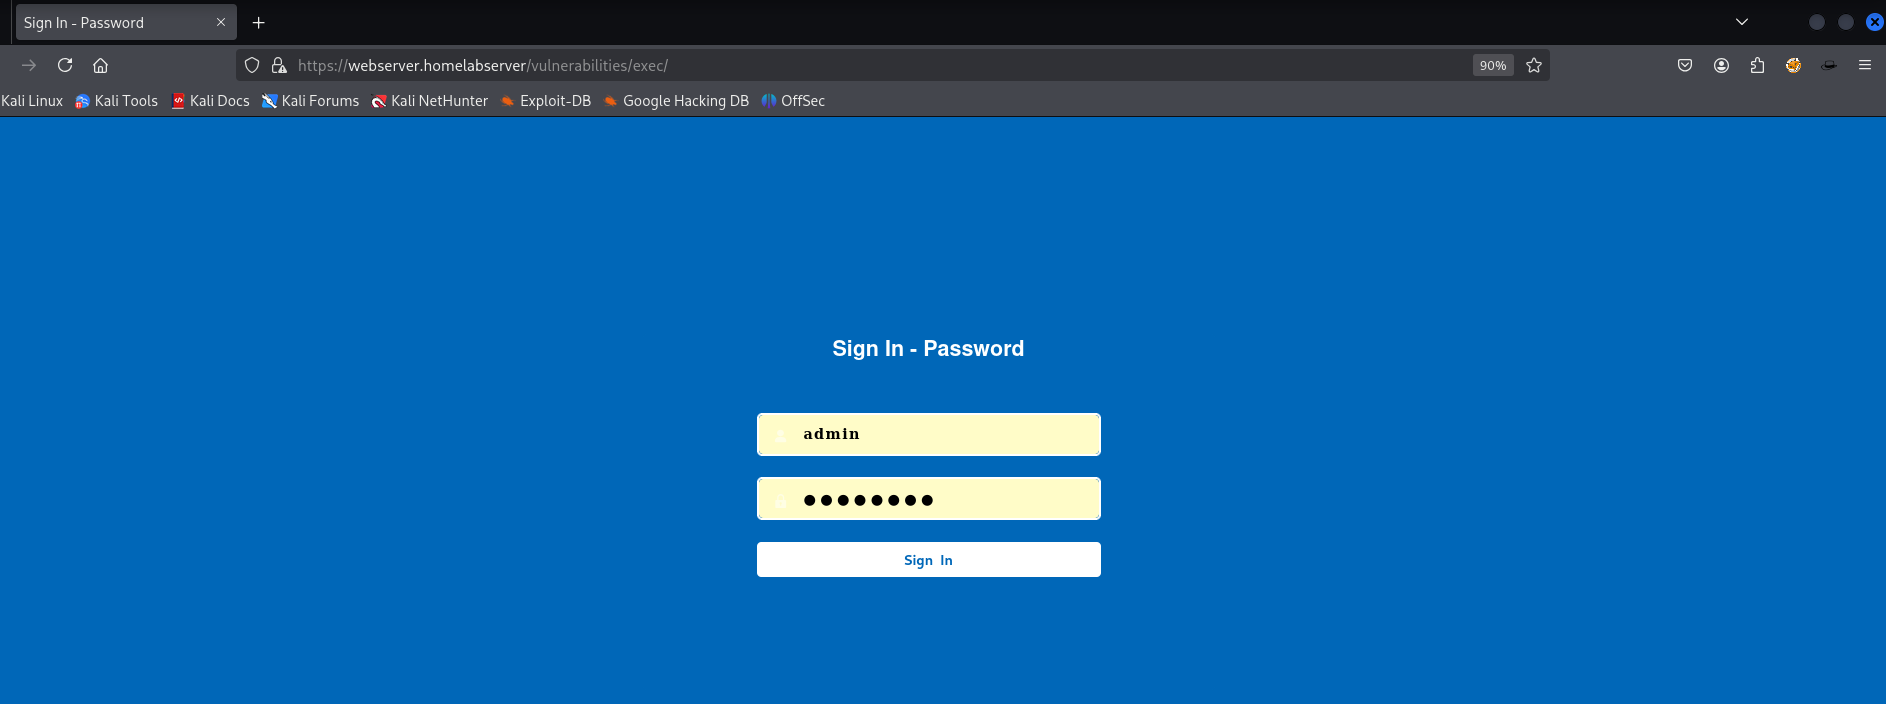 Sign In - Password
https://webserver.homelabserver/vulnerabilities/exec/
90%
Kali Linux Kali Tools Kali Docs Kali Forums Kali NetHunter Exploit-DB Google Hacking DB OffSec
Sign In - Password
admin
Sign In